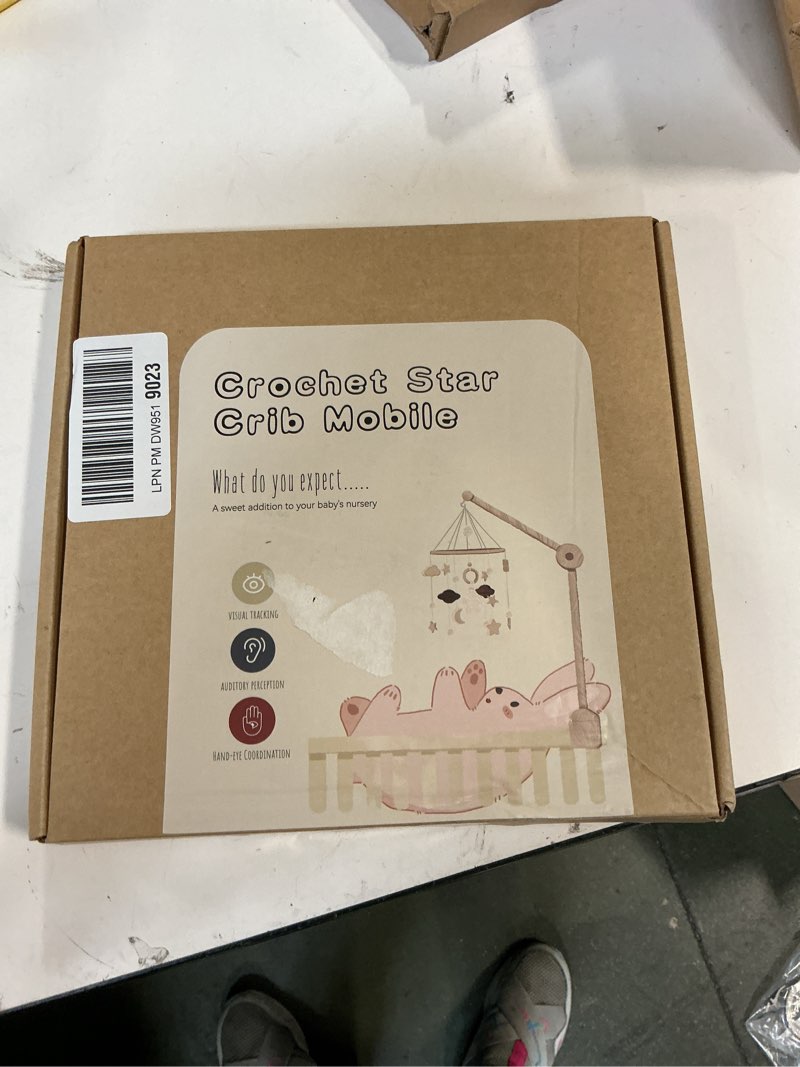 Crochet Star
Crib Mobile
What do you expect.....
A sweet addition to your baby's nursery
VISUAL TRACKING
AUDITORY PERCEPTION
HAND-EYE COORDINATION
LPN PM DW951 9023